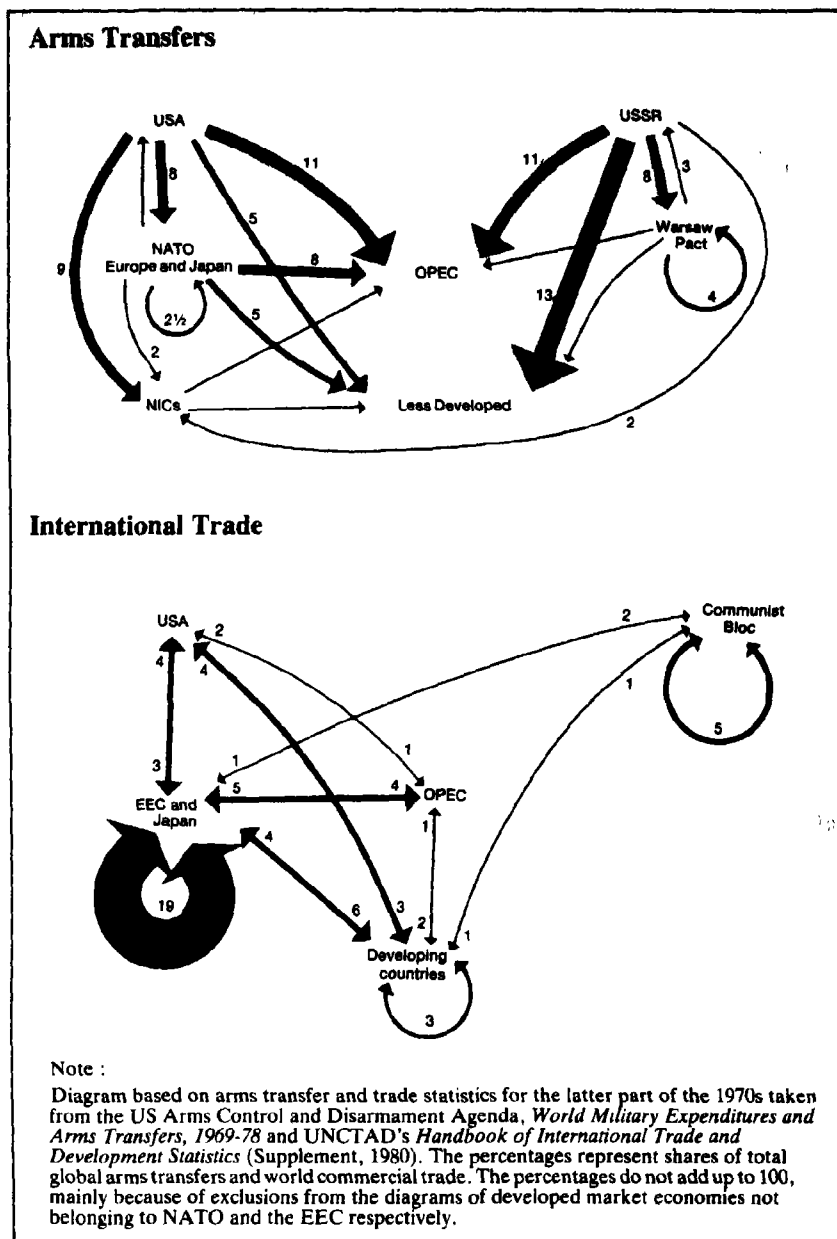 Arms Transfers
USA
USSR
8
11
11
8
3
5
NATO
Europe and Japan
8
Warsaw
Pact
OPEC
9
2½
5
13
4
2
NICs
Less Developed
2
International Trade
USA
2
Communist
Bloc
2
4
4
1
5
1
1
3
EEC and
Japan
5
4
OPEC
4
1
19
6
3
2
1
Developing
countries
3
Note :
Diagram based on arms transfer and trade statistics for the latter part of the 1970s taken
from the US Arms Control and Disarmament Agenda, World Military Expenditures and
Arms Transfers, 1969-78 and UNCTAD's Handbook of International Trade and
Development Statistics (Supplement, 1980). The percentages represent shares of total
global arms transfers and world commercial trade. The percentages do not add up to 100,
mainly because of exclusions from the diagrams of developed market economies not
belonging to NATO and the EEC respectively.